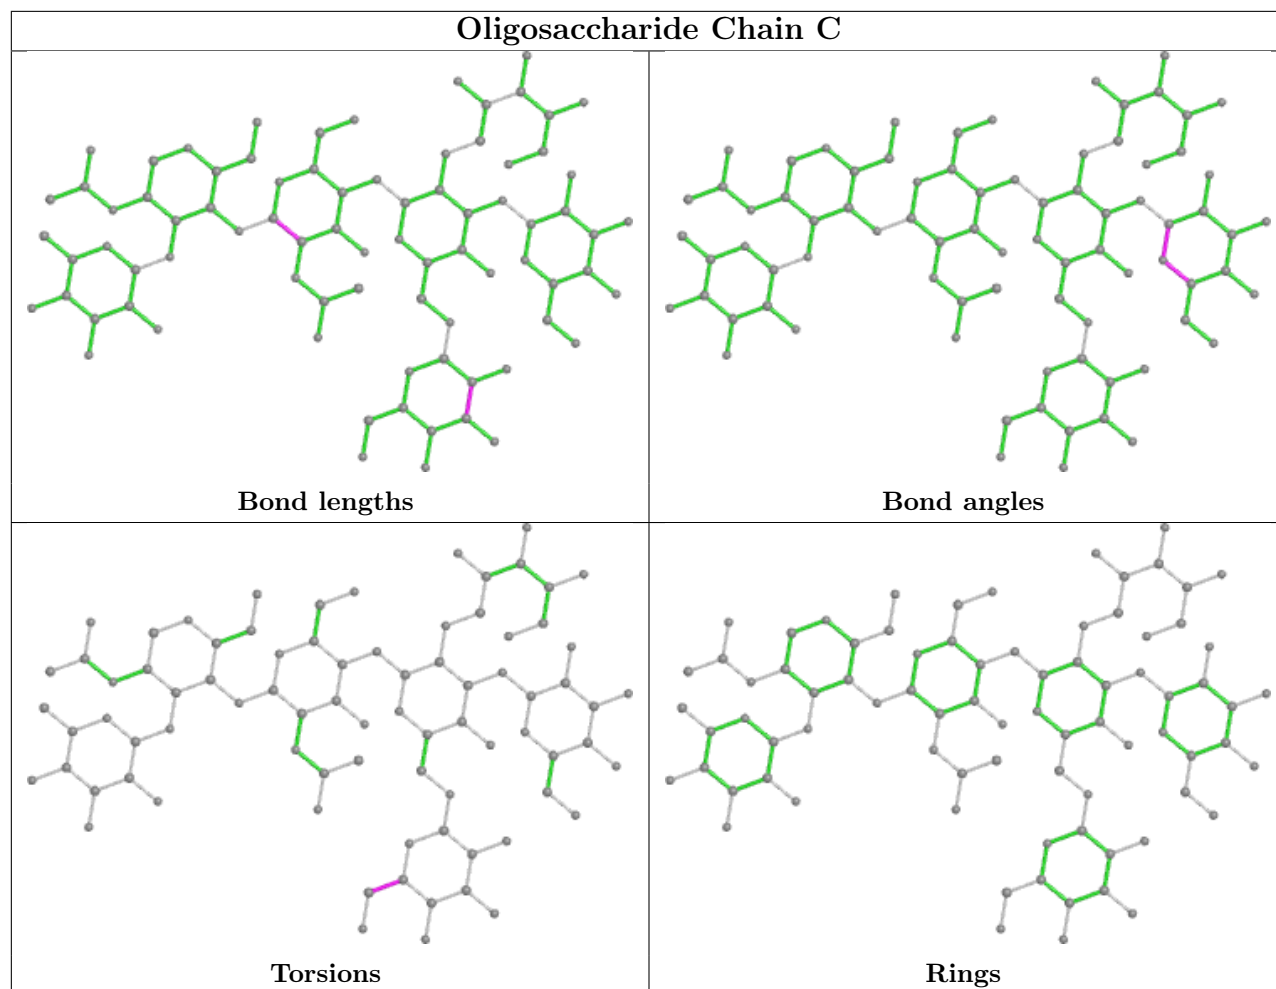 Oligosaccharide Chain C
Bond lengths
Bond angles
Torsions
Rings